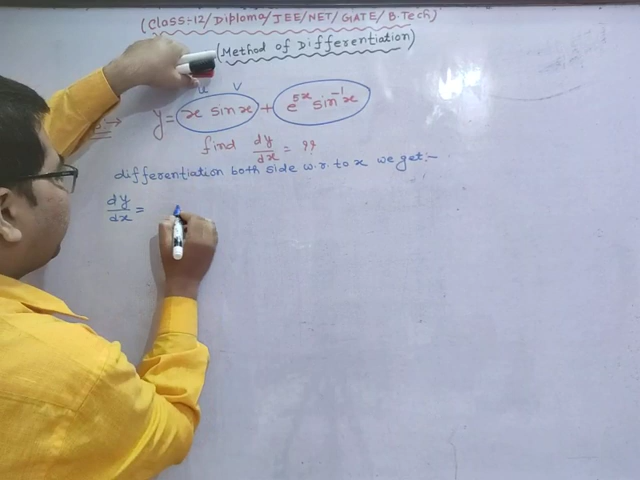 (Class:-12/Diploma/JEE/NET/GATE/B.Tech)
(Method of Differentiation)
u v
y = x sin x + e^{5x} sin^{-1} x
find dy/dx = ??
differentiation both side w.r. to x we get:-
dy/dx =